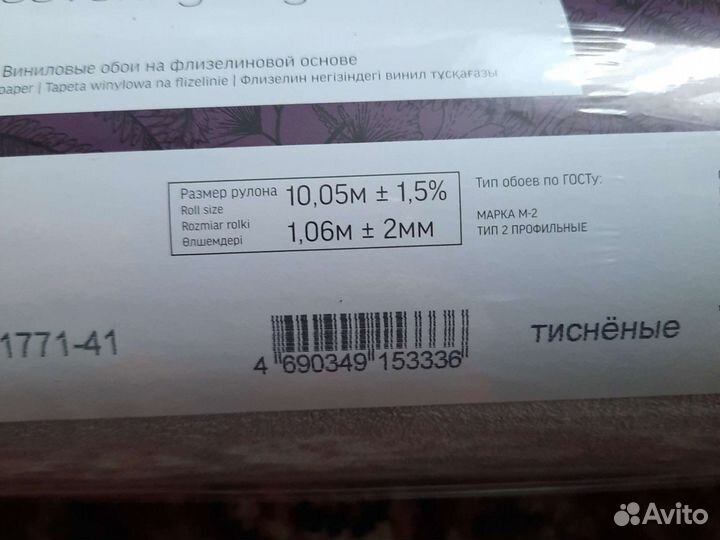 Виниловые обои на флизелиновой основе
paper | Tapeta winylowa na flizelinie | Флизелин негізіндегі винил тұсқағазы
Размер рулона 10,05м ± 1,5%
Roll size
Rozmiar rolki 1,06м ± 2мм
Өлшемдері
Тип обоев по ГОСТу:
МАРКА М-2
ТИП 2 ПРОФИЛЬНЫЕ
1771-41
4 690349 153336
ТИСНЁНЫЕ
Avito